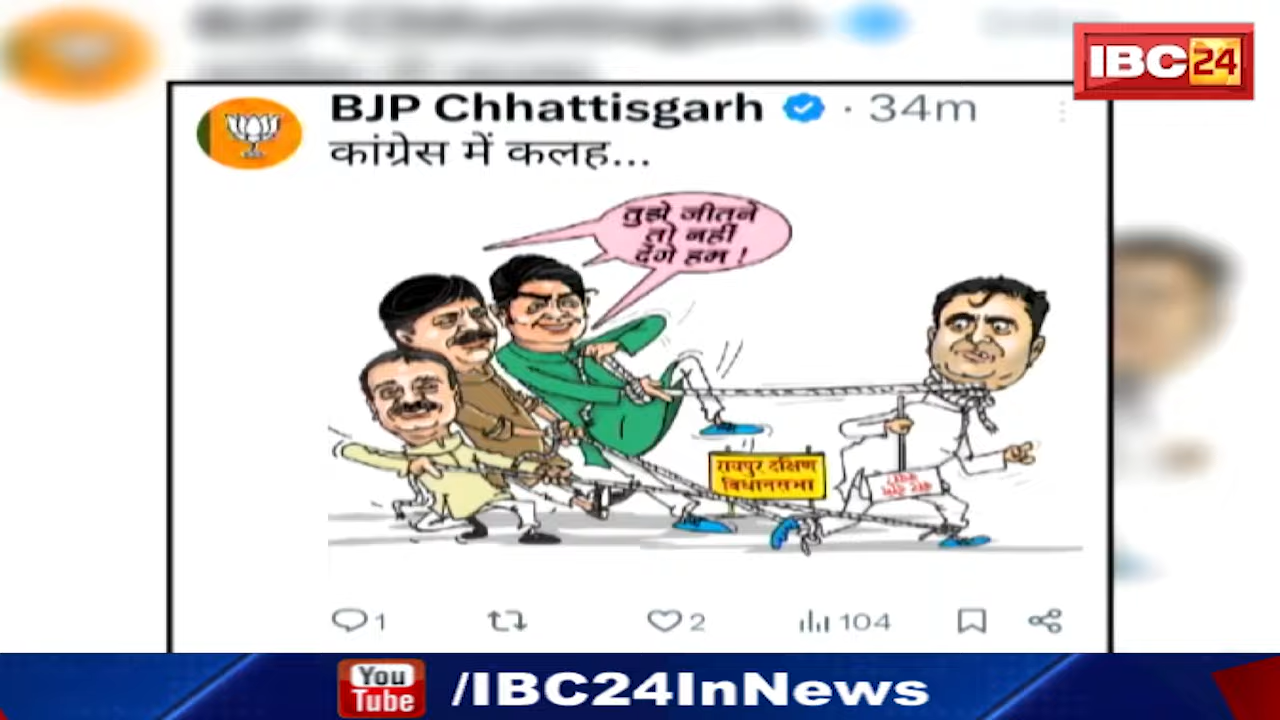 IBC24
BJP Chhattisgarh · 34m
कांग्रेस में कलह...
तुझे जीतने
तो नहीं
देंगे हम !
रायपुर दक्षिण
विधानसभा
1
2
104
You
Tube
/IBC24InNews